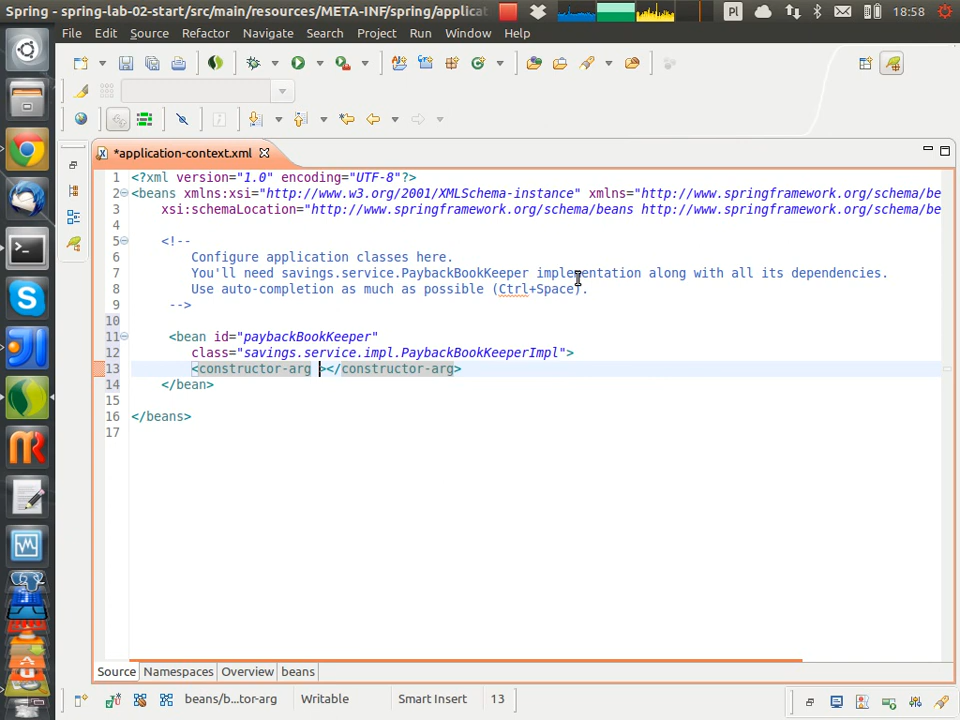 Spring - spring-lab-02-start/src/main/resources/META-INF/spring/applicat
Pl
18:58
File Edit Source Refactor Navigate Search Project Run Window Help
*application-context.xml
1 <?xml version="1.0" encoding="UTF-8"?>
2 <beans xmlns:xsi="http://www.w3.org/2001/XMLSchema-instance" xmlns="http://www.springframework.org/schema/be
3 xsi:schemaLocation="http://www.springframework.org/schema/beans http://www.springframework.org/schema/be
4
5 <!--
6 Configure application classes here.
7 You'll need savings.service.PaybackBookKeeper implementation along with all its dependencies.
8 Use auto-completion as much as possible (Ctrl+Space).
9 -->
10
11 <bean id="paybackBookKeeper"
12 class="savings.service.impl.PaybackBookKeeperImpl">
13 <constructor-arg ></constructor-arg>
14 </bean>
15
16 </beans>
17
Source Namespaces Overview beans
beans/b...tor-arg Writable Smart Insert 13